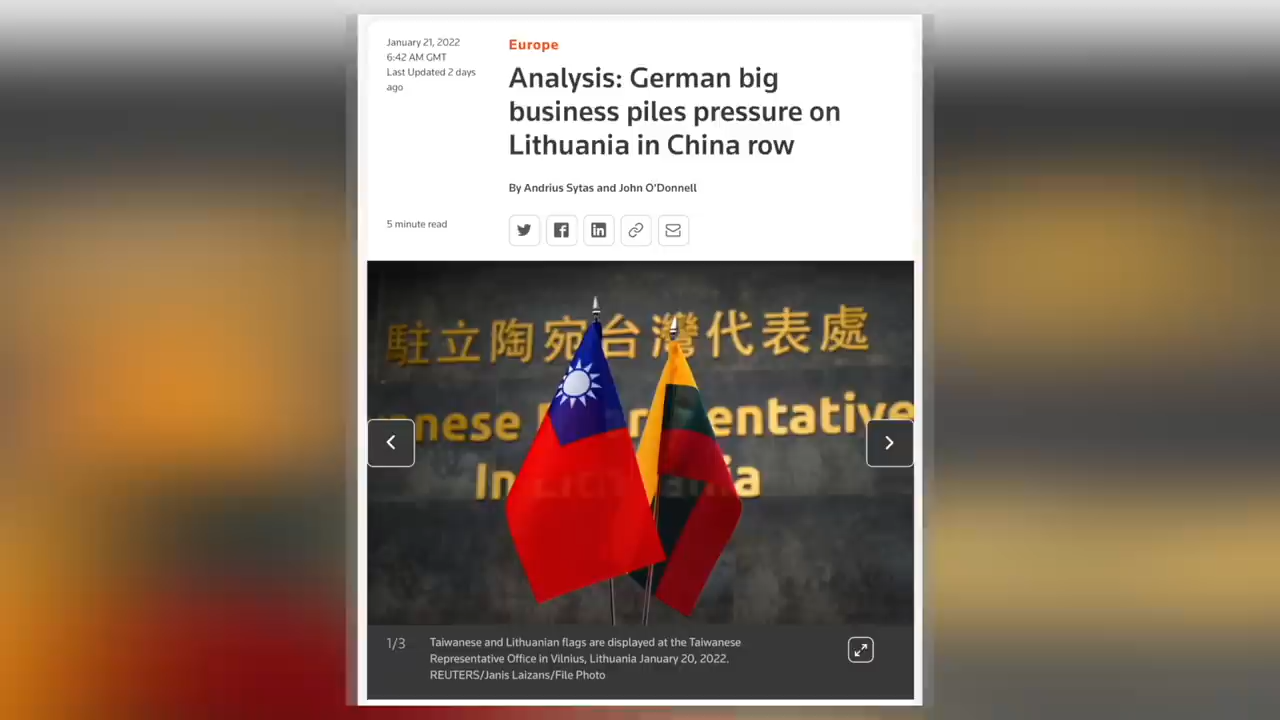 January 21, 2022
6:42 AM GMT
Last Updated 2 days
ago
Europe
Analysis: German big
business piles pressure on
Lithuania in China row
By Andrius Sytas and John O'Donnell
5 minute read
駐立陶宛台灣代表處
nese entative
In
1/3
Taiwanese and Lithuanian flags are displayed at the Taiwanese
Representative Office in Vilnius, Lithuania January 20, 2022.
REUTERS/Janis Laizans/File Photo